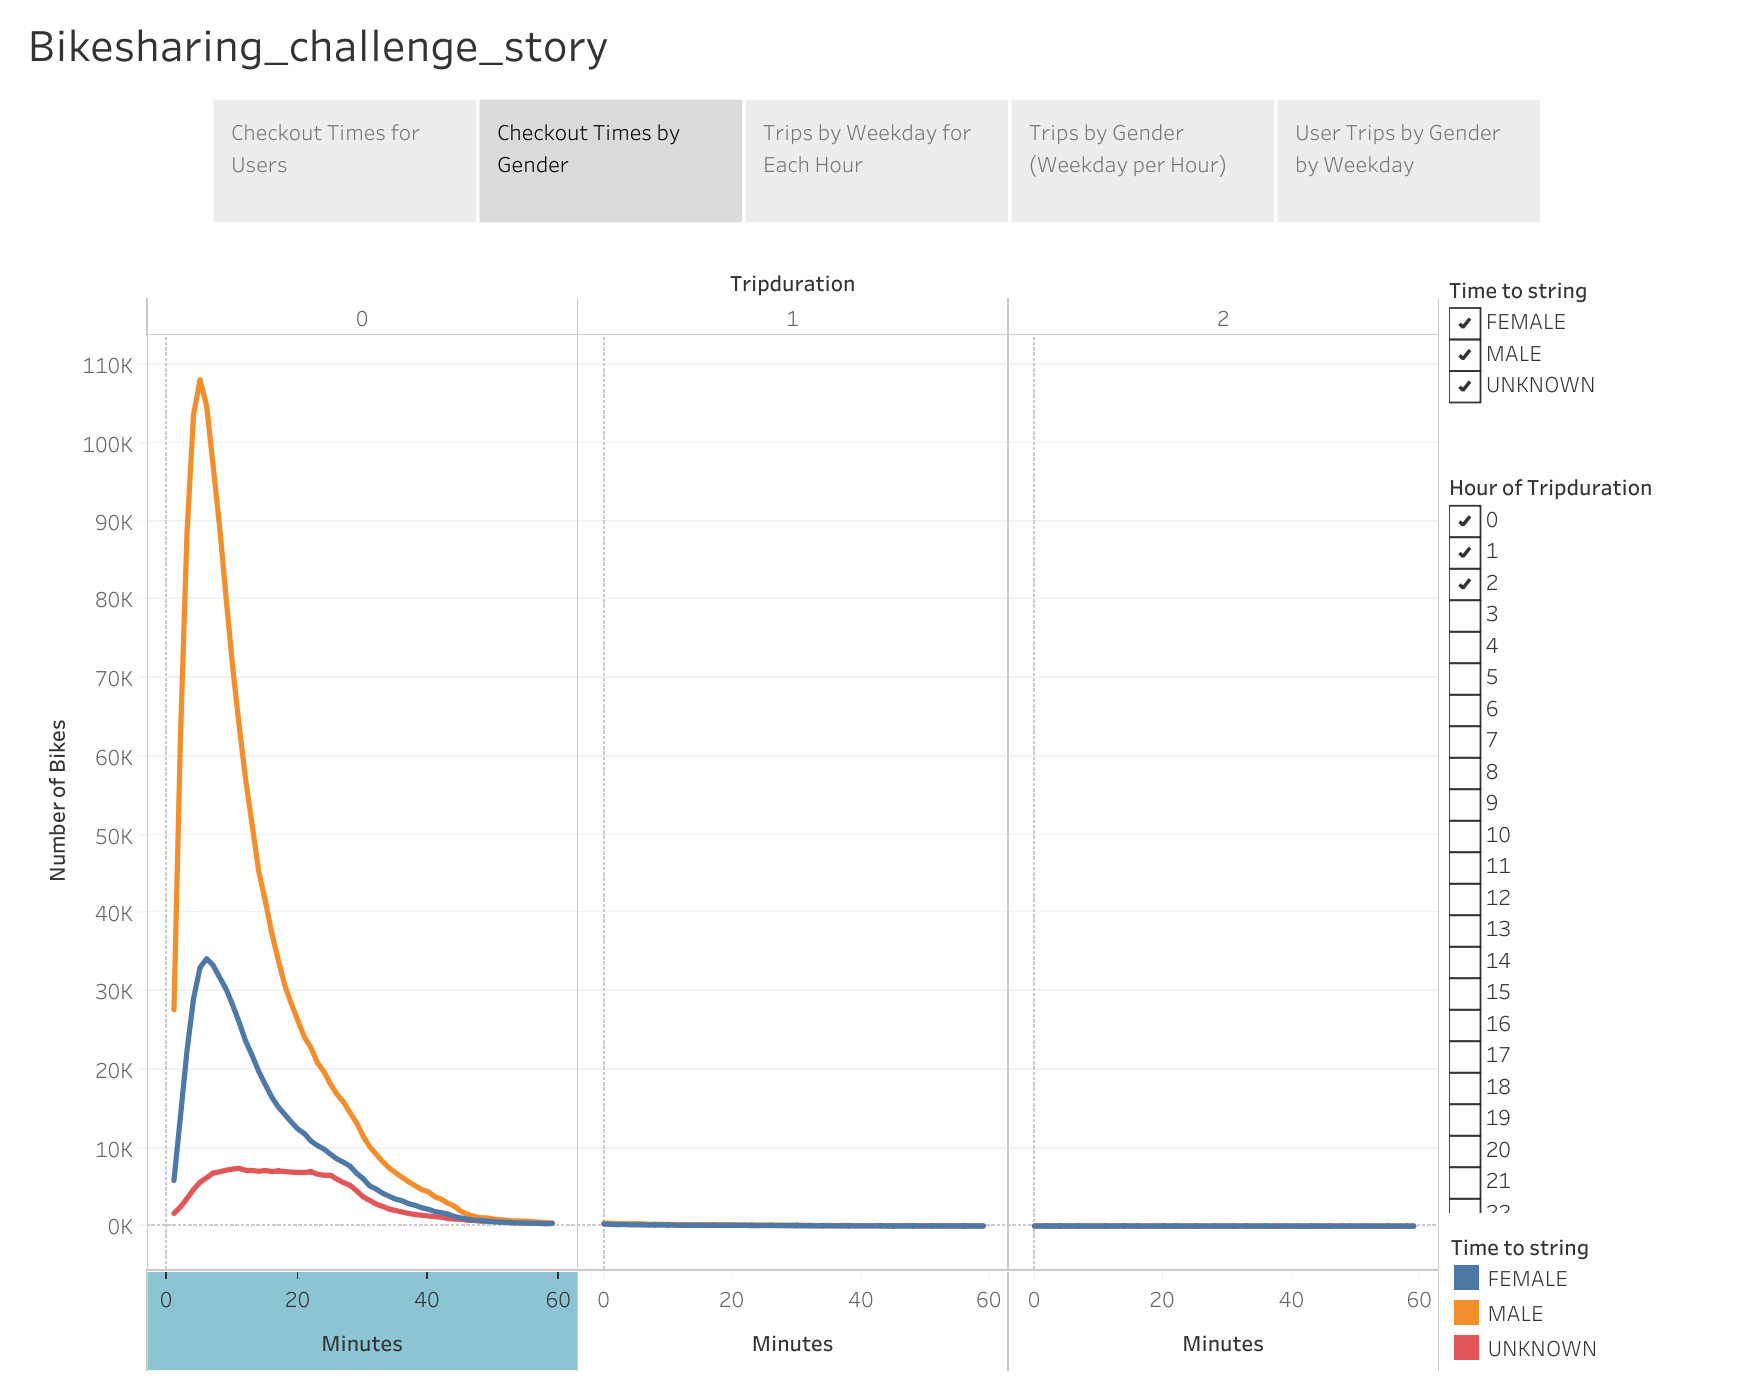 Bikesharing_challenge_story
Checkout Times for
Users
Checkout Times by
Gender
Trips by Weekday for
Each Hour
Trips by Gender
(Weekday per Hour)
User Trips by Gender
by Weekday
Tripduration
0
1
2
110K
100K
90K
80K
70K
60K
50K
40K
30K
20K
10K
0K
Number of Bikes
0 20 40 60
0 20 40 60
0 20 40 60
Minutes
Minutes
Minutes
Time to string
FEMALE
MALE
UNKNOWN
Hour of Tripduration
0
1
2
3
4
5
6
7
8
9
10
11
12
13
14
15
16
17
18
19
20
21
22
Time to string
FEMALE
MALE
UNKNOWN